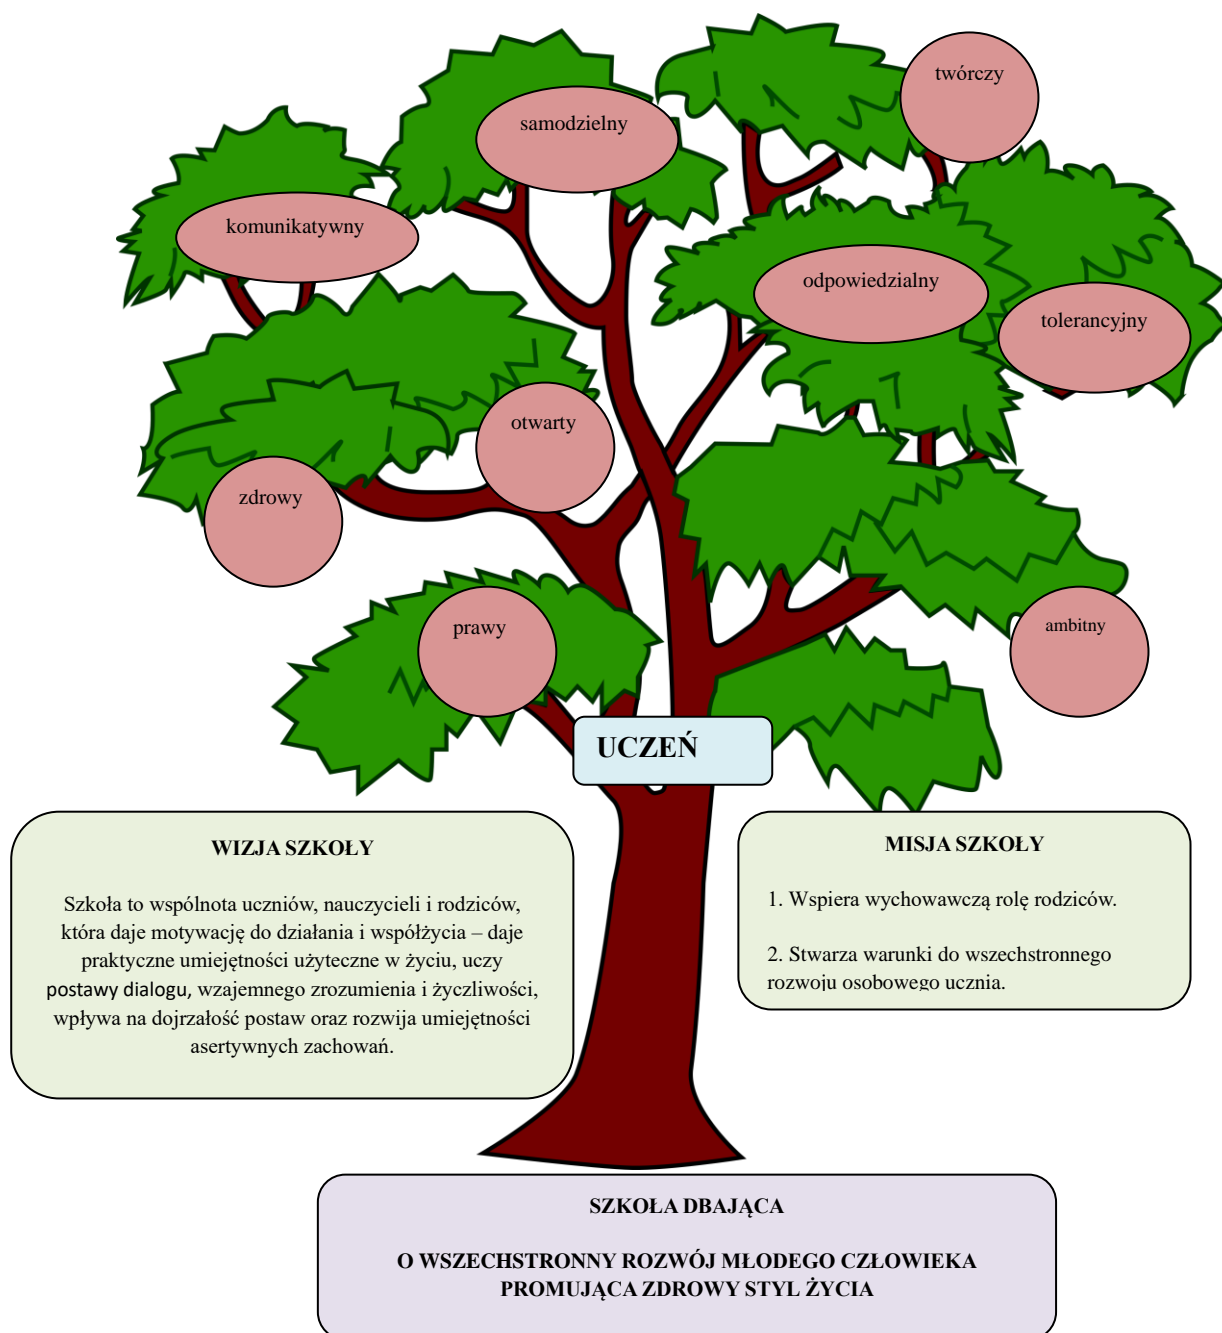 twórczy
samodzielny
komunikatywny
odpowiedzialny
tolerancyjny
otwarty
zdrowy
prawy
ambitny
UCZEŃ
WIZJA SZKOŁY
Szkoła to wspólnota uczniów, nauczycieli i rodziców,
która daje motywację do działania i współżycia – daje
praktyczne umiejętności użyteczne w życiu, uczy
postawy dialogu, wzajemnego zrozumienia i życzliwości,
wpływa na dojrzałość postaw oraz rozwija umiejętności
asertywnych zachowań.
MISJA SZKOŁY
1. Wspiera wychowawczą rolę rodziców.
2. Stwarza warunki do wszechstronnego
rozwoju osobowego ucznia.
SZKOŁA DBAJĄCA
O WSZECHSTRONNY ROZWÓJ MŁODEGO CZŁOWIEKA
PROMUJĄCA ZDROWY STYL ŻYCIA